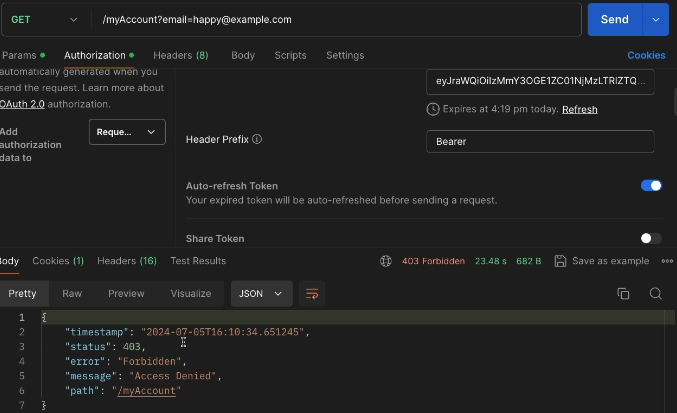 GET /myAccount?email=happy@example.com Send
Params Authorization Headers (8) Body Scripts Settings Cookies
automatically generated when you
send the request. Learn more about
OAuth 2.0 authorization.
Add
authorization
data to
Reque...
eyJraWQiOiIzMmY3OGE1ZC01NjMzLTRlZTQ...
Expires at 4:19 pm today. Refresh
Header Prefix
Bearer
Auto-refresh Token
Your expired token will be auto-refreshed before sending a request.
Share Token
Body Cookies (1) Headers (16) Test Results 403 Forbidden 23.48 s 682 B Save as example
Pretty Raw Preview Visualize JSON
1 {
2 "timestamp": "2024-07-05T16:10:34.651245",
3 "status": 403,
4 "error": "Forbidden",
5 "message": "Access Denied",
6 "path": "/myAccount"
7 }